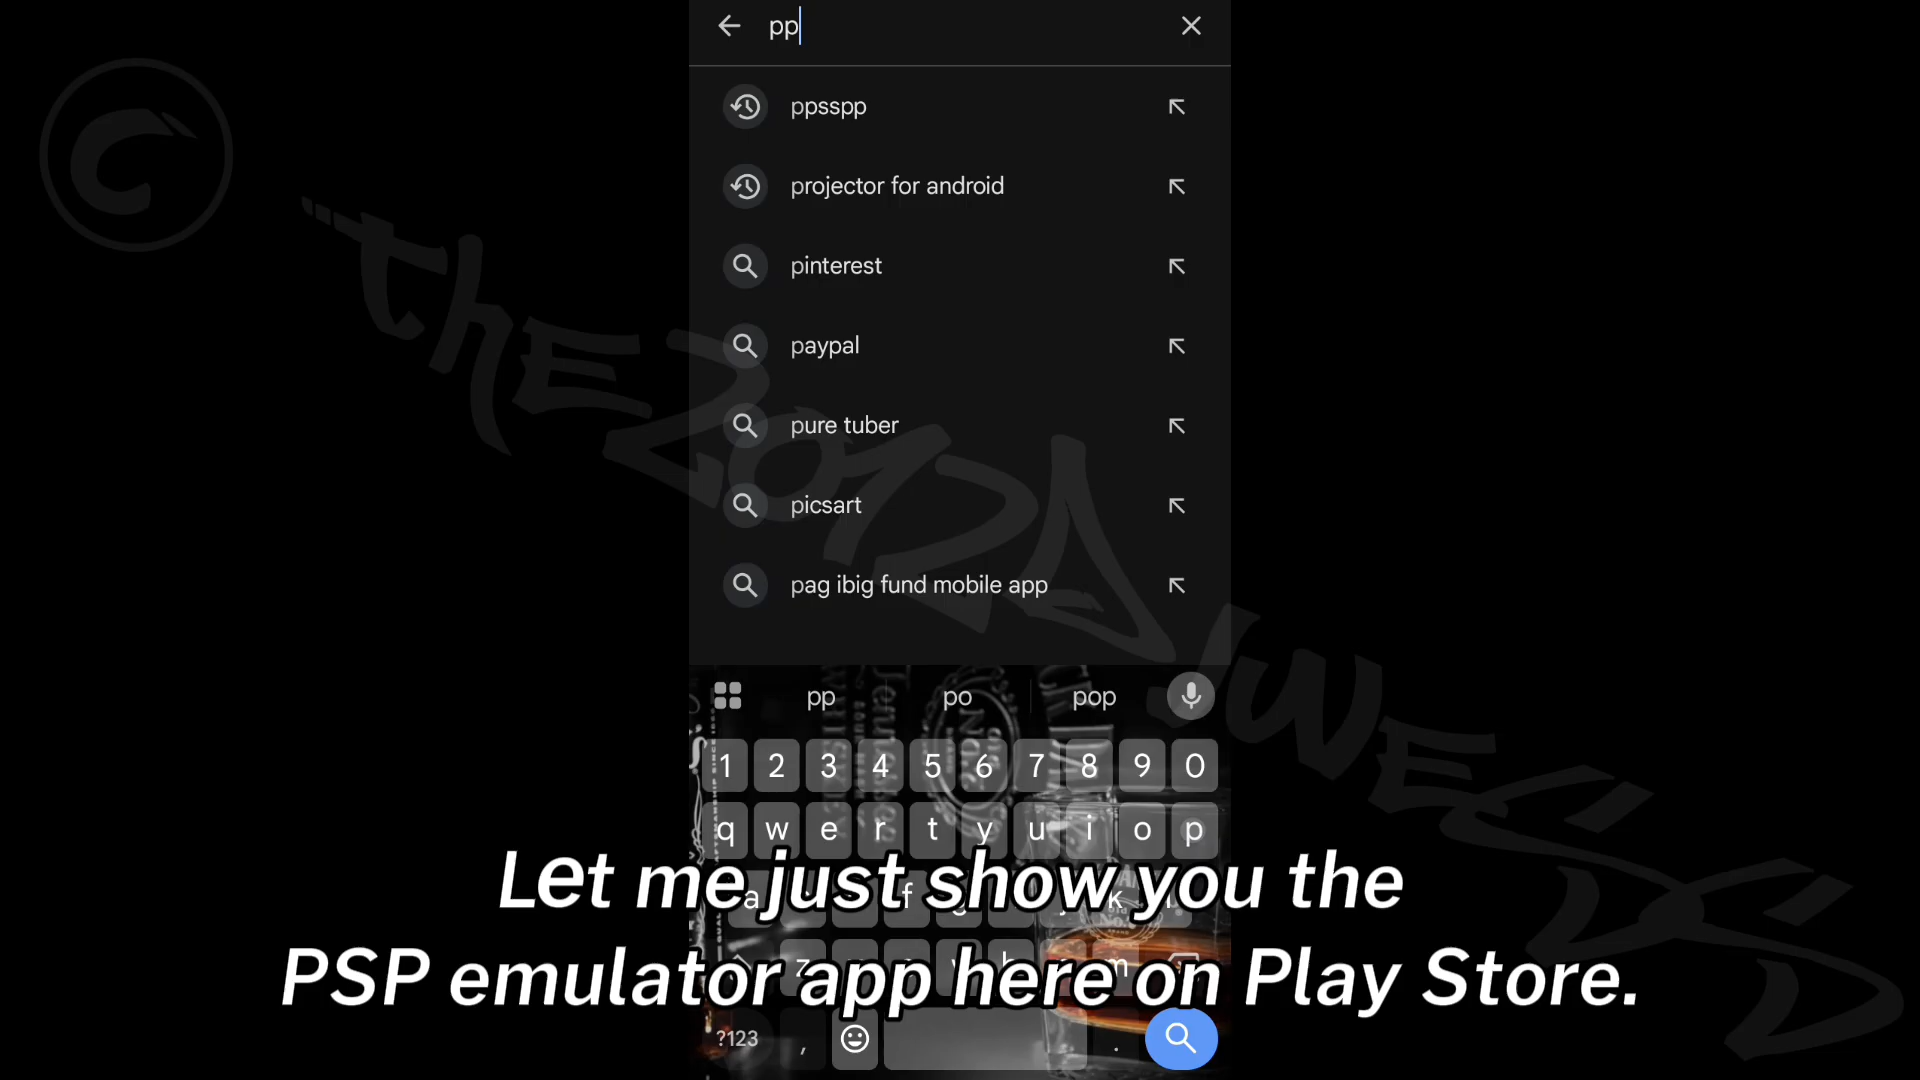 pp
ppsspp
projector for android
pinterest
paypal
pure tuber
picsart
pag ibig fund mobile app
pp po pop
1 2 3 4 5 6 7 8 9 0
q w e r t y u i o p
Let me just show you the
PSP emulator app here on Play Store.
?123 , .